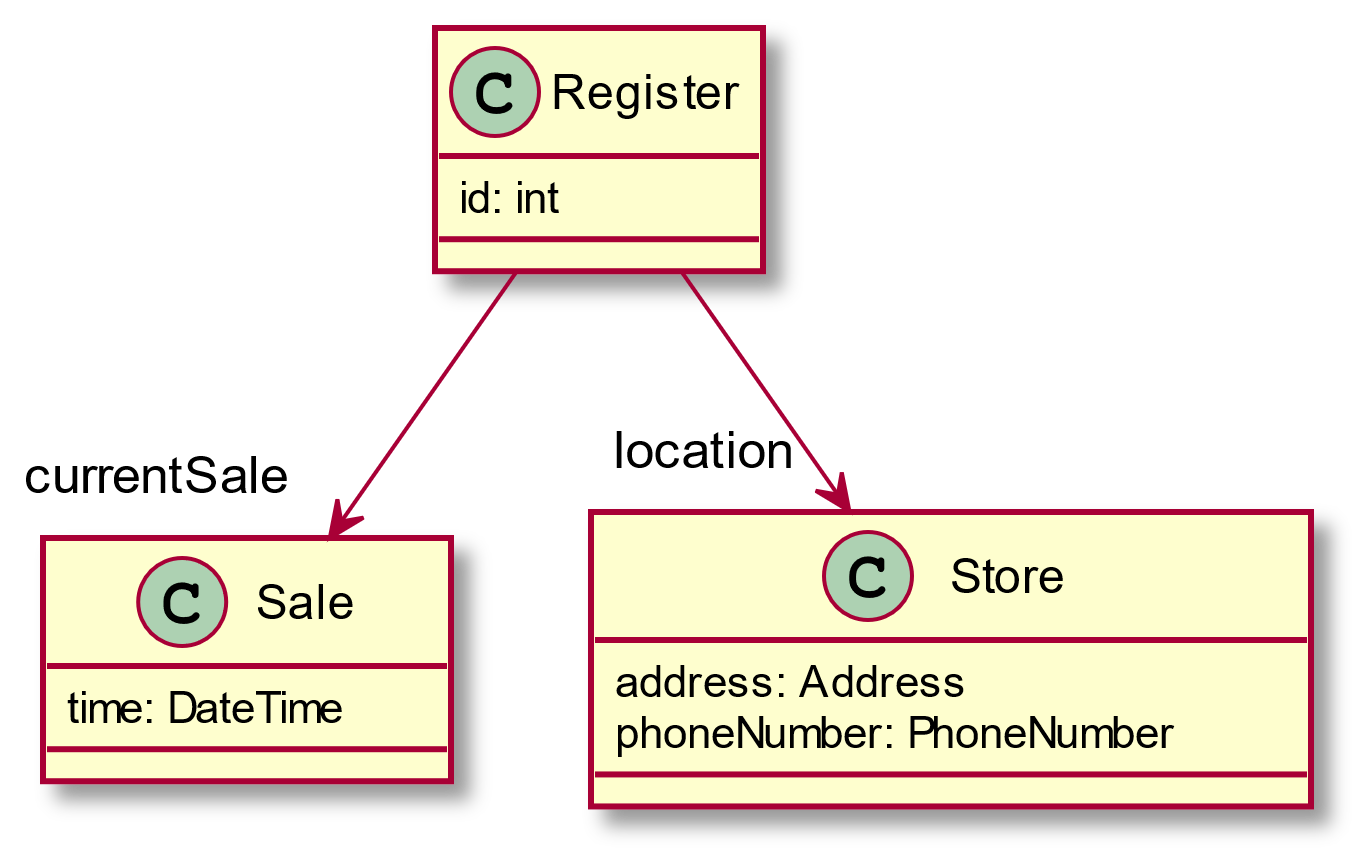 C Register
id: int
currentSale
location
C Sale
time: DateTime
C Store
address: Address
phoneNumber: PhoneNumber